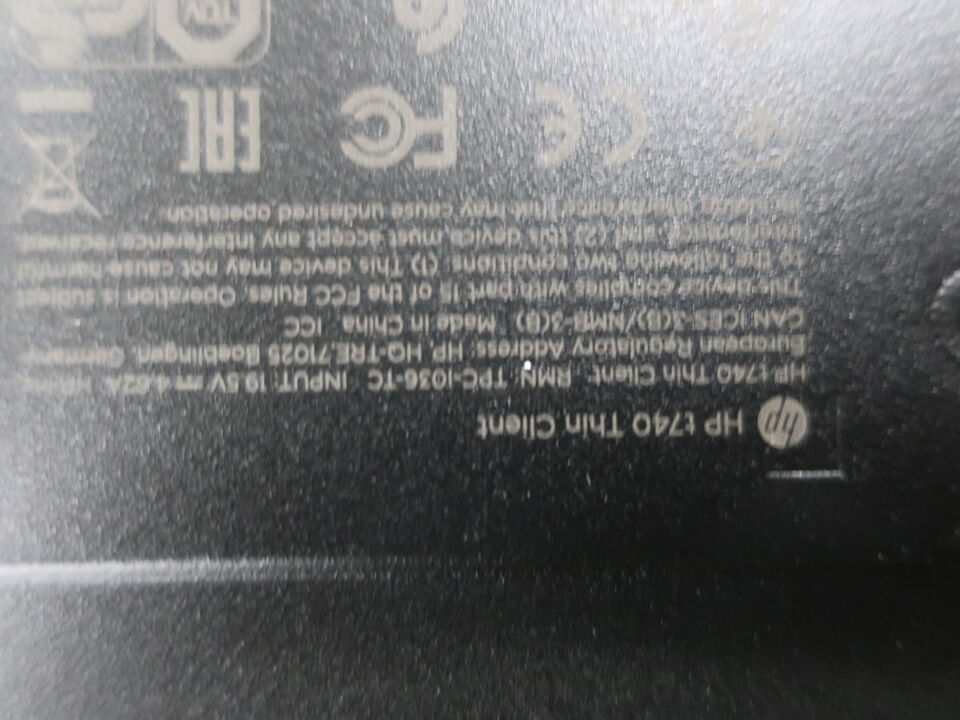 HP t740 Thin Client
HP t740 Thin Client RMN: TPC-I036-TC INPUT: 19.5V 4.62A
European Regulatory Address: HP, HQ-TRE, 71025 Boeblingen, Germany
CAN ICES-3(B)/NMB-3(B) Made in China ICC
This device complies with part 15 of the FCC Rules. Operation is subject
to the following two conditions: (1) This device may not cause harmful
interference, and (2) this device must accept any interference received,
including interference that may cause undesired operation.
CE FC EAC
TÜV